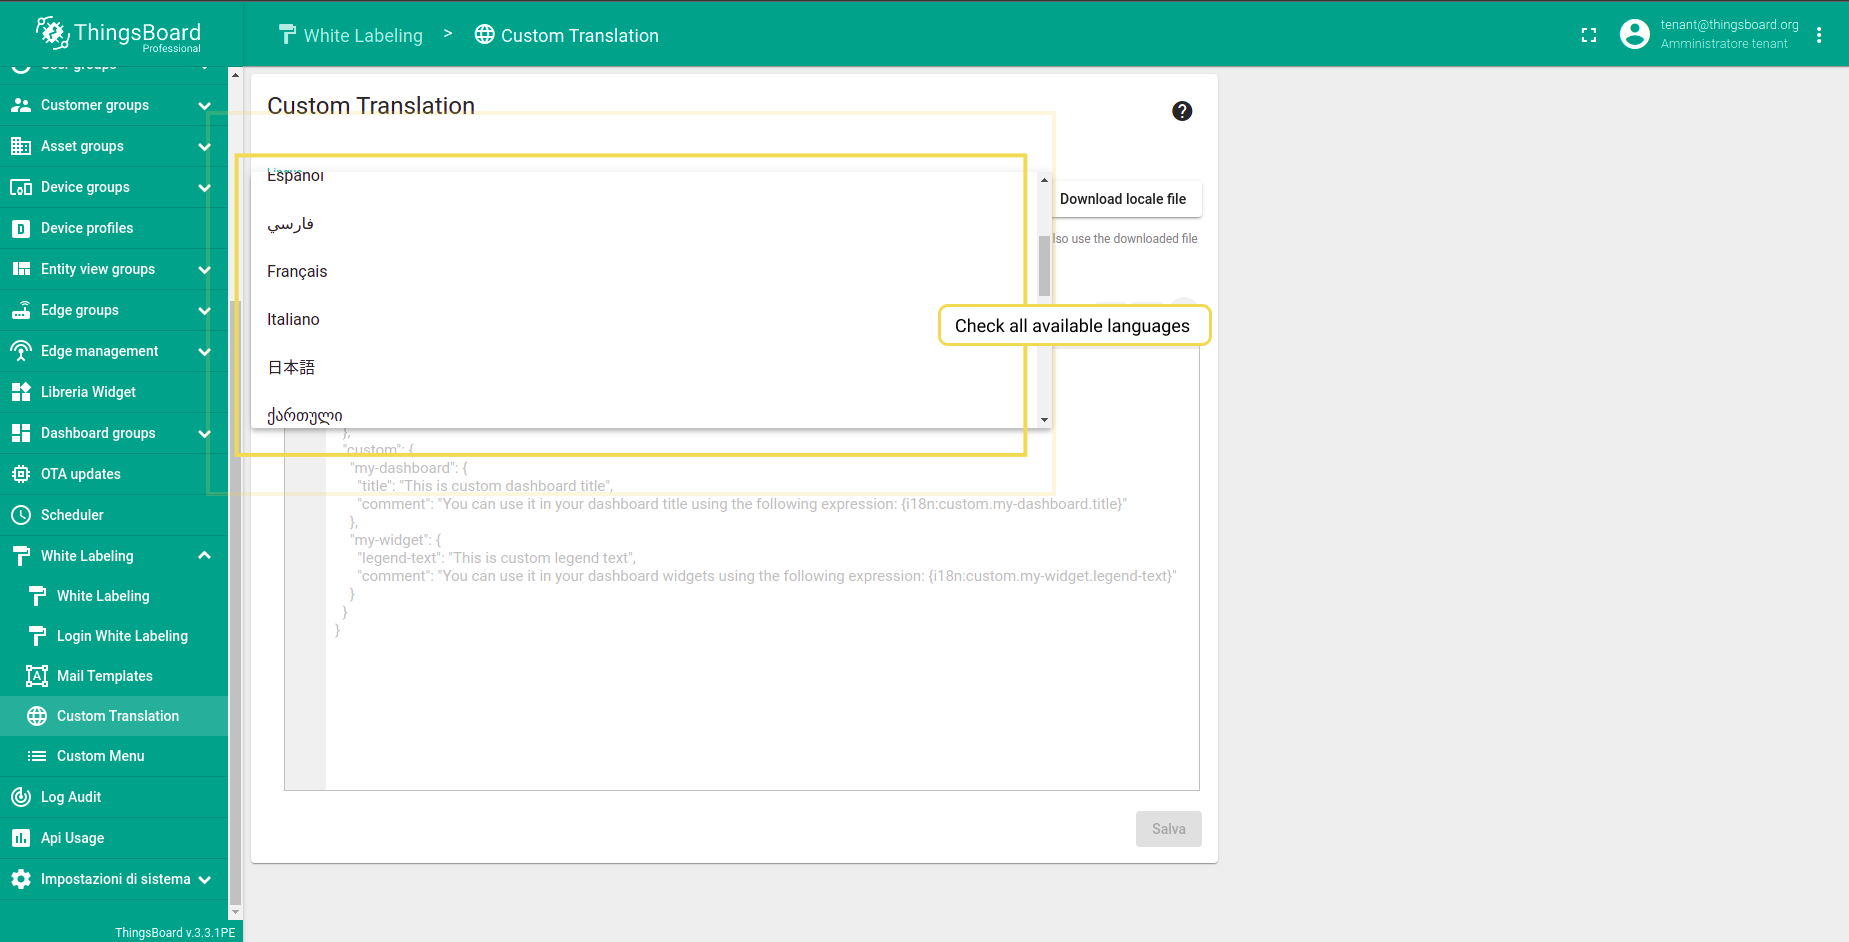 ThingsBoard
Professional
White Labeling > Custom Translation
tenant@thingsboard.org
Amministratore tenant
User groups
Customer groups
Asset groups
Device groups
Device profiles
Entity view groups
Edge groups
Edge management
Libreria Widget
Dashboard groups
OTA updates
Scheduler
White Labeling
White Labeling
Login White Labeling
Mail Templates
Custom Translation
Custom Menu
Log Audit
Api Usage
Impostazioni di sistema
ThingsBoard v.3.3.1PE
Custom Translation
?
Español
فارسي
Français
Italiano
日本語
ქართული
Download locale file
lso use the downloaded file
Check all available languages
},
"custom": {
"my-dashboard": {
"title": "This is custom dashboard title",
"comment": "You can use it in your dashboard title using the following expression: {i18n:custom.my-dashboard.title}"
},
"my-widget": {
"legend-text": "This is custom legend text",
"comment": "You can use it in your dashboard widgets using the following expression: {i18n:custom.my-widget.legend-text}"
}
}
}
Salva